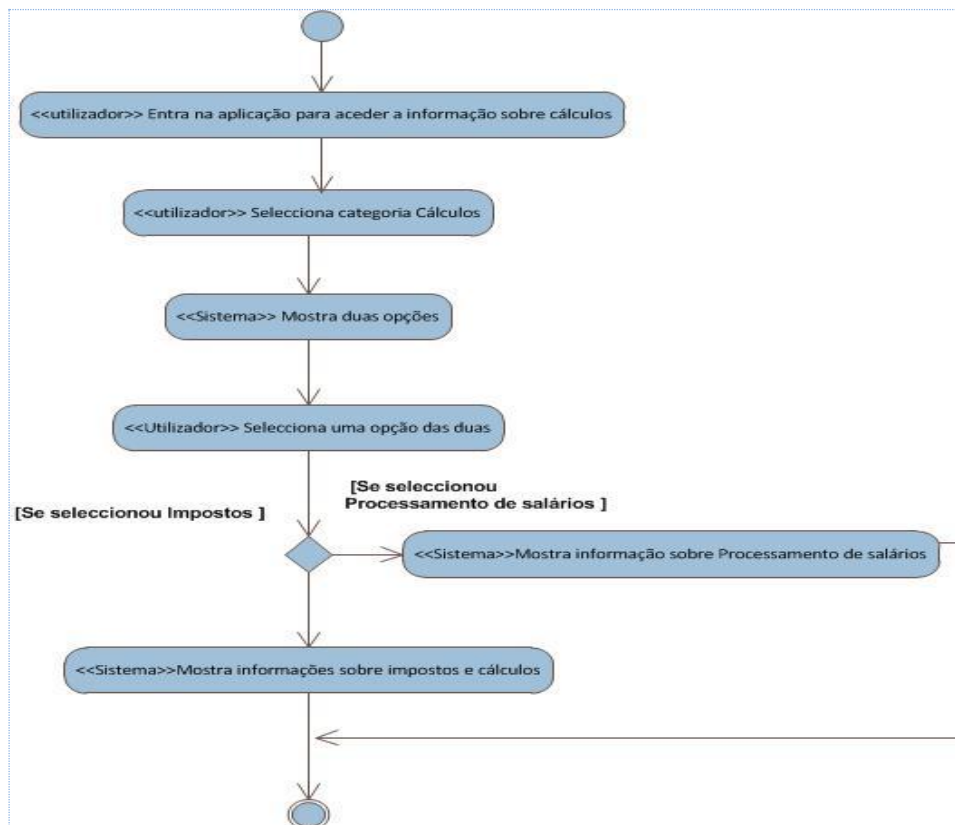 <<utilizador>> Entra na aplicação para aceder a informação sobre cálculos
<<utilizador>> Selecciona categoria Cálculos
<<Sistema>> Mostra duas opções
<<Utilizador>> Selecciona uma opção das duas
[Se seleccionou Impostos ]
[Se seleccionou
Processamento de salários ]
<<Sistema>>Mostra informação sobre Processamento de salários
<<Sistema>>Mostra informações sobre impostos e cálculos